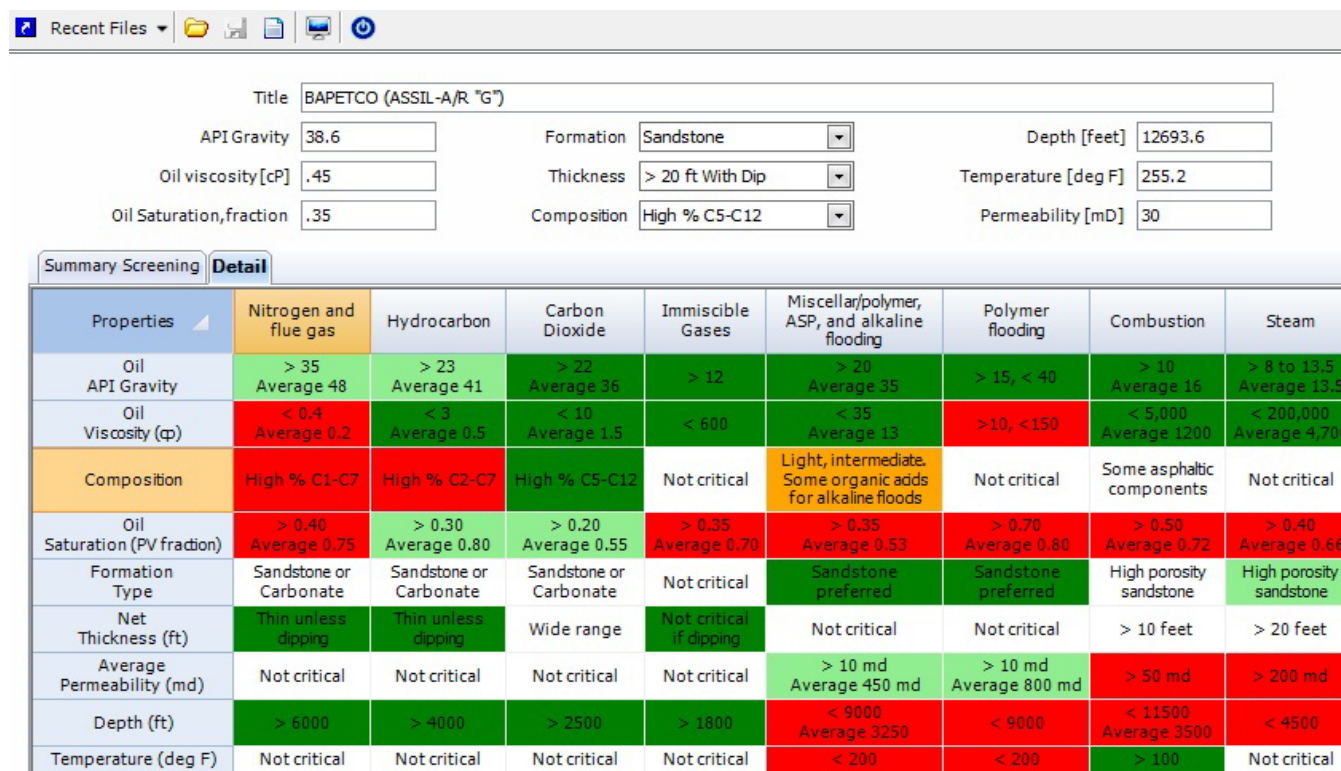 Recent Files
Title BAPETCO (ASSIL-A/R "G")
API Gravity 38.6 Formation Sandstone Depth [feet] 12693.6
Oil viscosity[cP] .45 Thickness > 20 ft With Dip Temperature [deg F] 255.2
Oil Saturation,fraction .35 Composition High % C5-C12 Permeability [mD] 30
Summary Screening Detail
Properties
Nitrogen and
flue gas
Hydrocarbon
Carbon
Dioxide
Immiscible
Gases
Miscellar/polymer,
ASP, and alkaline
flooding
Polymer
flooding
Combustion
Steam
Oil
API Gravity
> 35
Average 48
> 23
Average 41
> 22
Average 36
> 12
> 20
Average 35
> 15, < 40
> 10
Average 16
> 8 to 13.5
Average 13.5
Oil
Viscosity (cp)
< 0.4
Average 0.2
< 3
Average 0.5
< 10
Average 1.5
< 600
< 35
Average 13
>10, <150
< 5,000
Average 1200
< 200,000
Average 4,70
Composition
High % C1-C7
High % C2-C7
High % C5-C12
Not critical
Light, intermediate.
Some organic acids
for alkaline floods
Not critical
Some asphaltic
components
Not critical
Oil
Saturation (PV fraction)
> 0.40
Average 0.75
> 0.30
Average 0.80
> 0.20
Average 0.55
> 0.35
Average 0.70
> 0.35
Average 0.53
> 0.70
Average 0.80
> 0.50
Average 0.72
> 0.40
Average 0.66
Formation
Type
Sandstone or
Carbonate
Sandstone or
Carbonate
Sandstone or
Carbonate
Not critical
Sandstone
preferred
Sandstone
preferred
High porosity
sandstone
High porosity
sandstone
Net
Thickness (ft)
Thin unless
dipping
Thin unless
dipping
Wide range
Not critical
if dipping
Not critical
Not critical
> 10 feet
> 20 feet
Average
Permeability (md)
Not critical
Not critical
Not critical
Not critical
> 10 md
Average 450 md
> 10 md
Average 800 md
> 50 md
> 200 md
Depth (ft)
> 6000
> 4000
> 2500
> 1800
< 9000
Average 3250
< 9000
< 11500
Average 3500
< 4500
Temperature (deg F)
Not critical
Not critical
Not critical
Not critical
< 200
< 200
> 100
Not critical